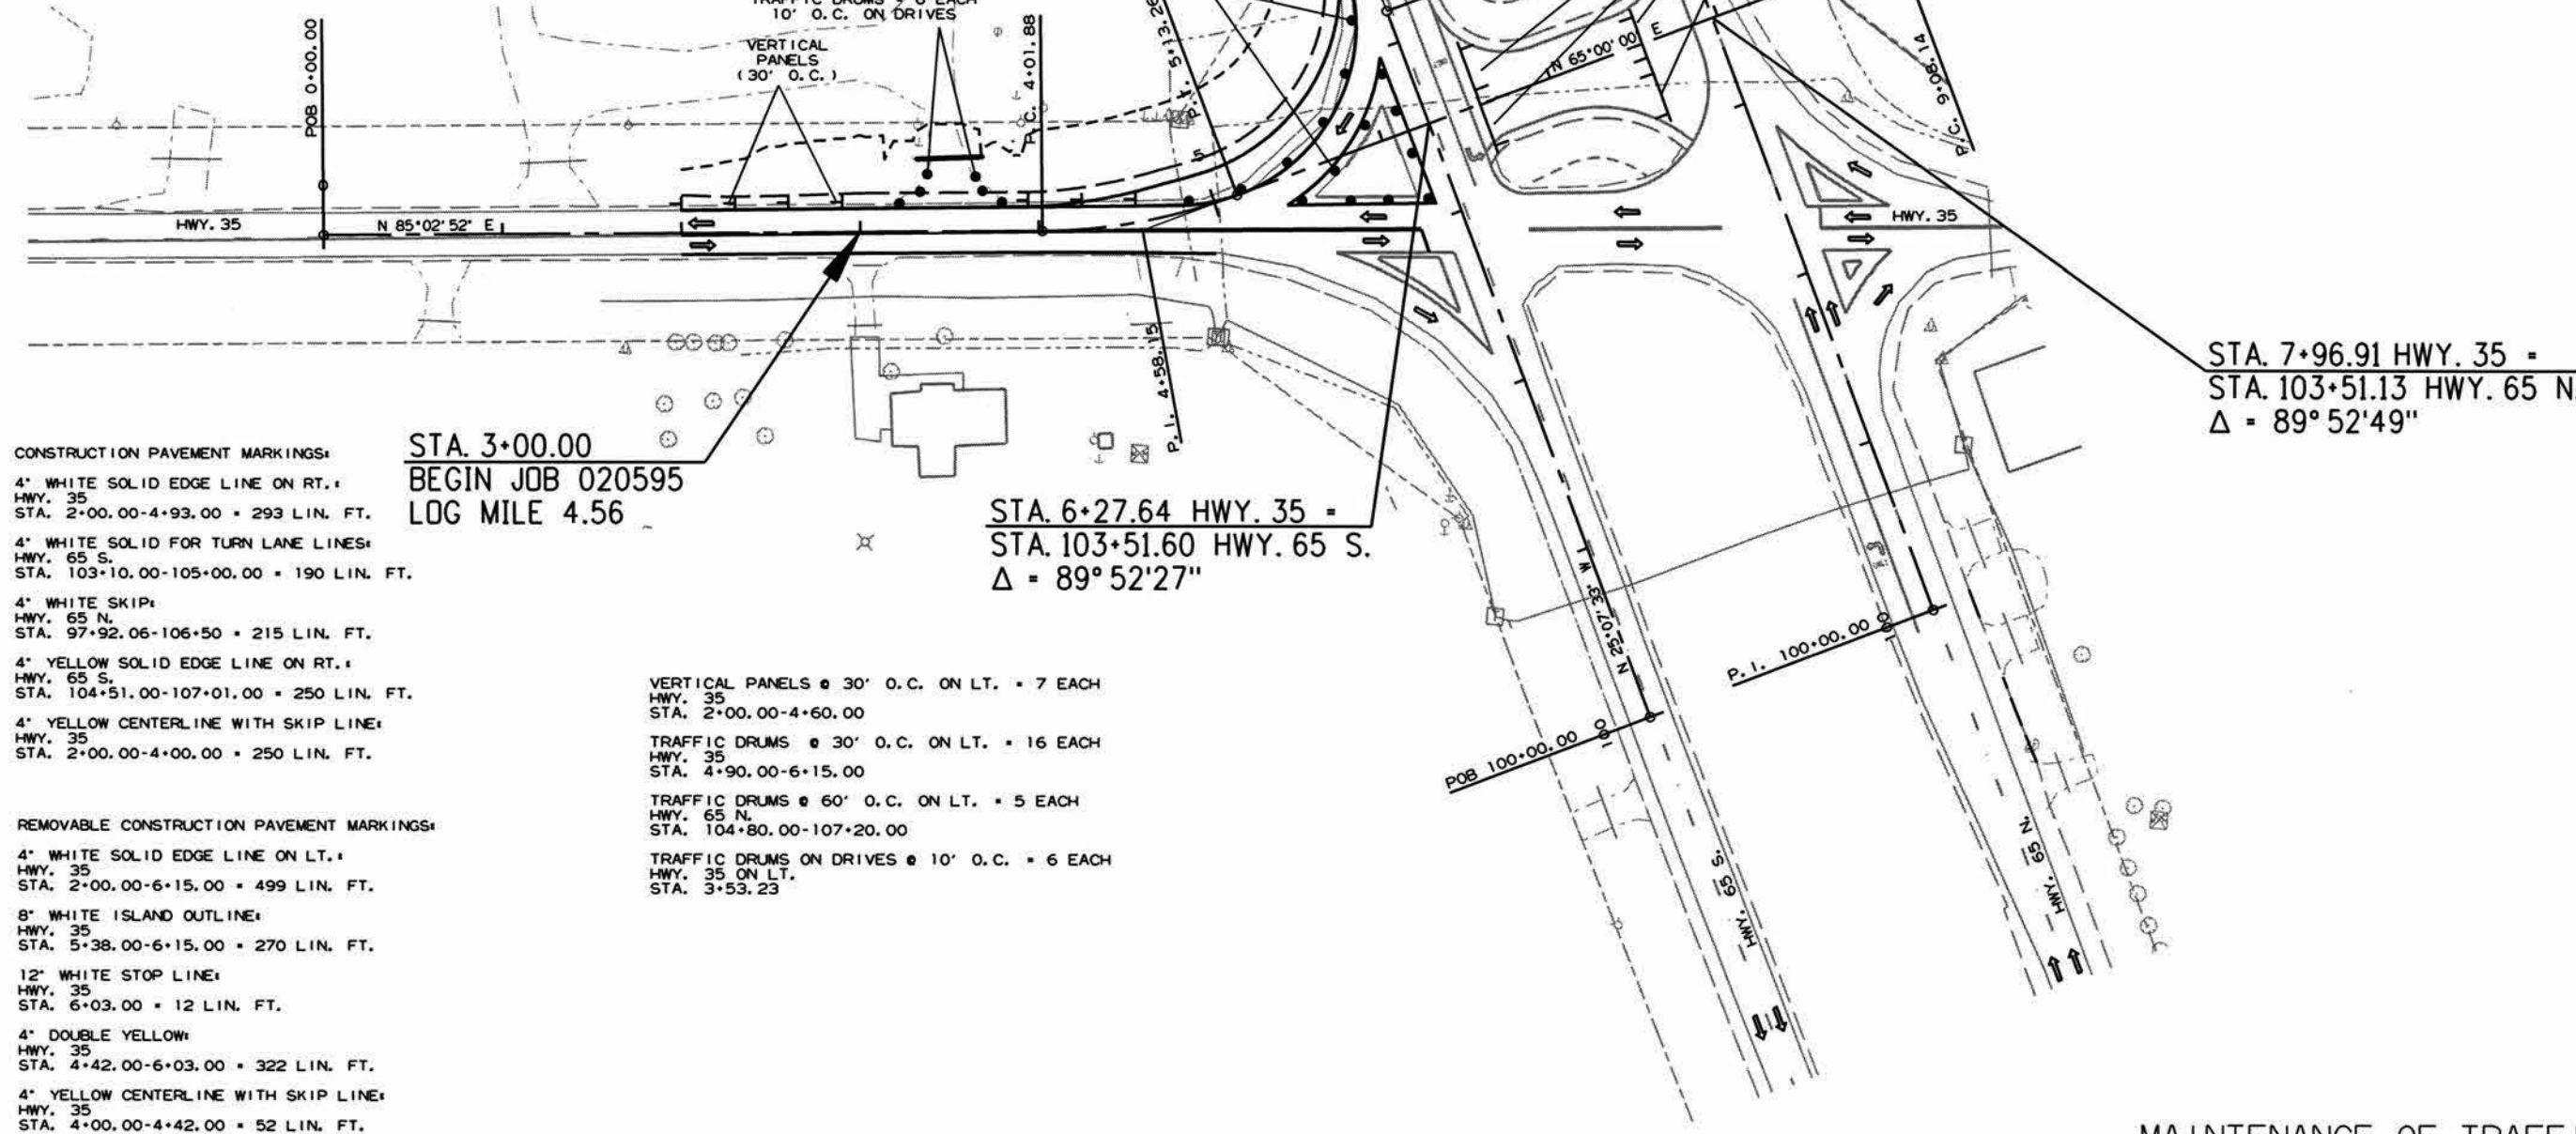 TRAFFIC DRUMS - 6 EACH
10' O.C. ON DRIVES
VERTICAL
PANELS
(30' O.C.)
POB 0+00.00
P.C. 4+01.88
P.T. 5+13.26
N 65°00'00" E
P.C. 9+08.14
5
HWY. 35
N 85°02'52" E
HWY. 35
P.I. 4+58.15
STA. 7+96.91 HWY. 35 =
STA. 103+51.13 HWY. 65 N.
Δ = 89°52'49"
STA. 3+00.00
BEGIN JOB 020595
LOG MILE 4.56
STA. 6+27.64 HWY. 35 =
STA. 103+51.60 HWY. 65 S.
Δ = 89°52'27"
N 25°07'33" W
POB 100+00.00
100
P.I. 100+00.00
100
HWY. 65 S.
HWY. 65 N.
CONSTRUCTION PAVEMENT MARKINGS:
4" WHITE SOLID EDGE LINE ON RT.:
HWY. 35
STA. 2+00.00-4+93.00 = 293 LIN. FT.
4" WHITE SOLID FOR TURN LANE LINES:
HWY. 65 S.
STA. 103+10.00-105+00.00 = 190 LIN. FT.
4" WHITE SKIP:
HWY. 65 N.
STA. 97+92.06-106+50 = 215 LIN. FT.
4" YELLOW SOLID EDGE LINE ON RT.:
HWY. 65 S.
STA. 104+51.00-107+01.00 = 250 LIN. FT.
4" YELLOW CENTERLINE WITH SKIP LINE:
HWY. 35
STA. 2+00.00-4+00.00 = 250 LIN. FT.
REMOVABLE CONSTRUCTION PAVEMENT MARKINGS:
4" WHITE SOLID EDGE LINE ON LT.:
HWY. 35
STA. 2+00.00-6+15.00 = 499 LIN. FT.
8" WHITE ISLAND OUTLINE:
HWY. 35
STA. 5+38.00-6+15.00 = 270 LIN. FT.
12" WHITE STOP LINE:
HWY. 35
STA. 6+03.00 = 12 LIN. FT.
4" DOUBLE YELLOW:
HWY. 35
STA. 4+42.00-6+03.00 = 322 LIN. FT.
4" YELLOW CENTERLINE WITH SKIP LINE:
HWY. 35
STA. 4+00.00-4+42.00 = 52 LIN. FT.
VERTICAL PANELS @ 30' O.C. ON LT. = 7 EACH
HWY. 35
STA. 2+00.00-4+60.00
TRAFFIC DRUMS @ 30' O.C. ON LT. = 16 EACH
HWY. 35
STA. 4+90.00-6+15.00
TRAFFIC DRUMS @ 60' O.C. ON LT. = 5 EACH
HWY. 65 N.
STA. 104+80.00-107+20.00
TRAFFIC DRUMS ON DRIVES @ 10' O.C. = 6 EACH
HWY. 35 ON LT.
STA. 3+53.23
MAINTENANCE OF TRAFF